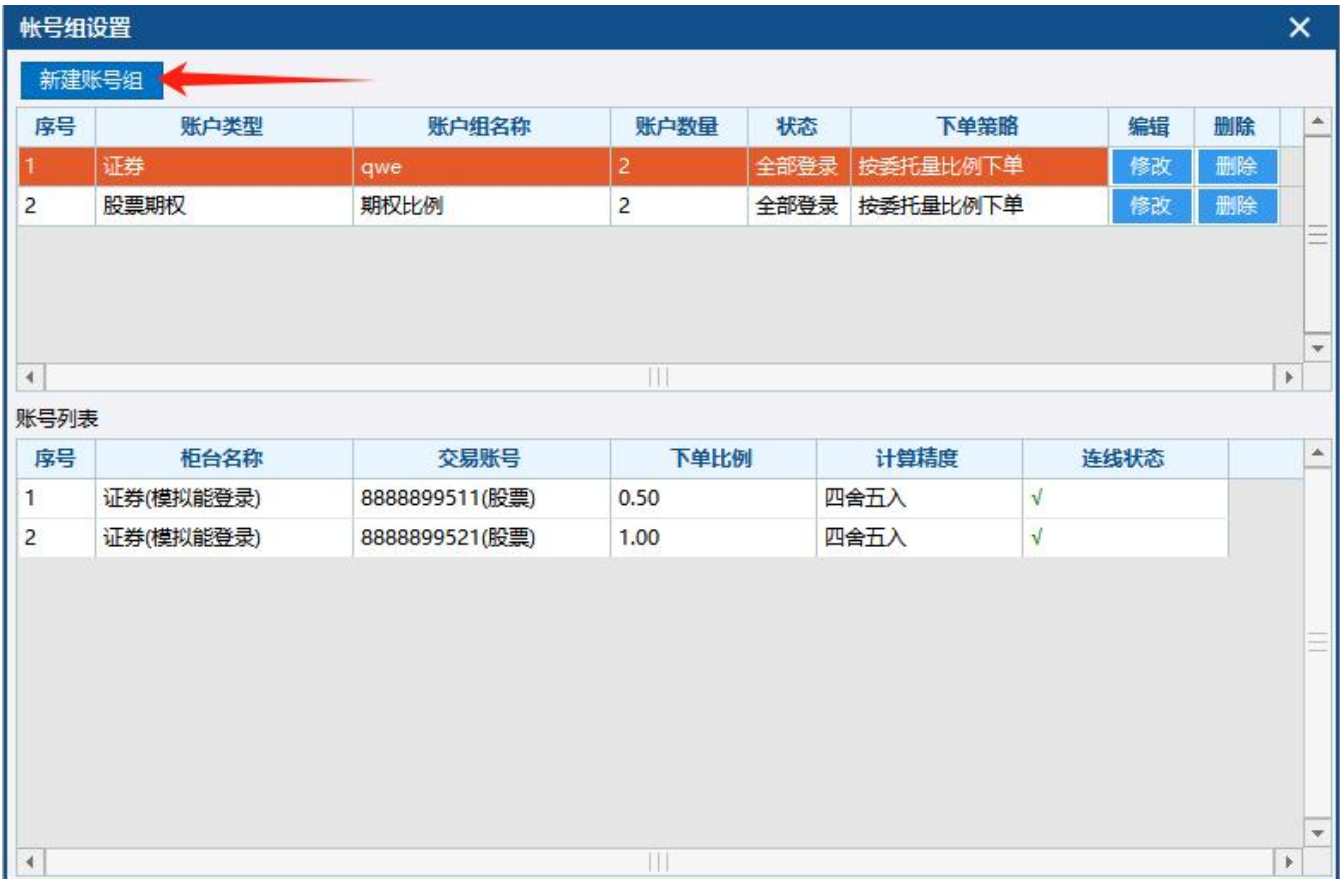 帐号组设置
新建账号组
序号 账户类型 账户组名称 账户数量 状态 下单策略 编辑 删除
1 证券 qwe 2 全部登录 按委托量比例下单 修改 删除
2 股票期权 期权比例 2 全部登录 按委托量比例下单 修改 删除
账号列表
序号 柜台名称 交易账号 下单比例 计算精度 连线状态
1 证券(模拟能登录) 8888899511(股票) 0.50 四舍五入 √
2 证券(模拟能登录) 8888899521(股票) 1.00 四舍五入 √